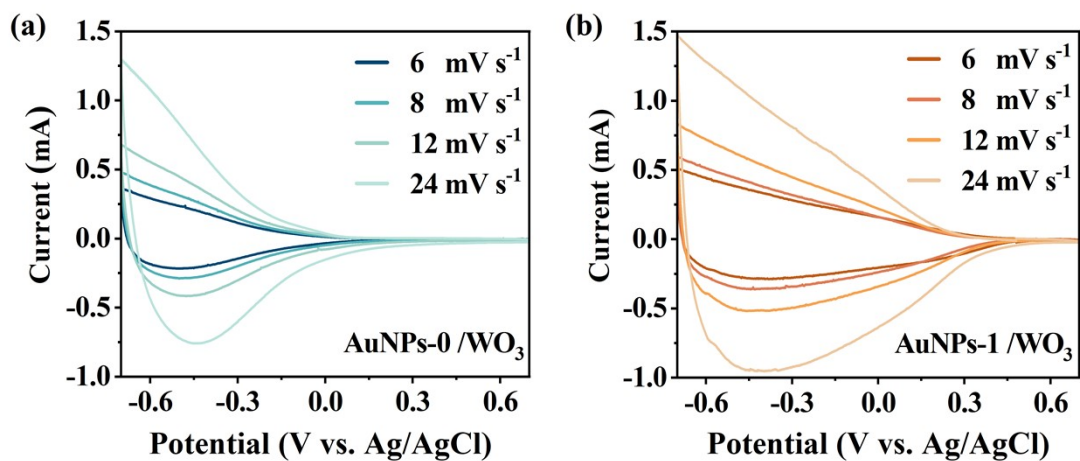 (a)
1.5
1.0
0.5
0.0
-0.5
-1.0
Current (mA)
6 mV s⁻¹
8 mV s⁻¹
12 mV s⁻¹
24 mV s⁻¹
AuNPs-0 /WO₃
-0.6 -0.3 0.0 0.3 0.6
Potential (V vs. Ag/AgCl)
(b)
1.5
1.0
0.5
0.0
-0.5
-1.0
Current (mA)
6 mV s⁻¹
8 mV s⁻¹
12 mV s⁻¹
24 mV s⁻¹
AuNPs-1 /WO₃
-0.6 -0.3 0.0 0.3 0.6
Potential (V vs. Ag/AgCl)